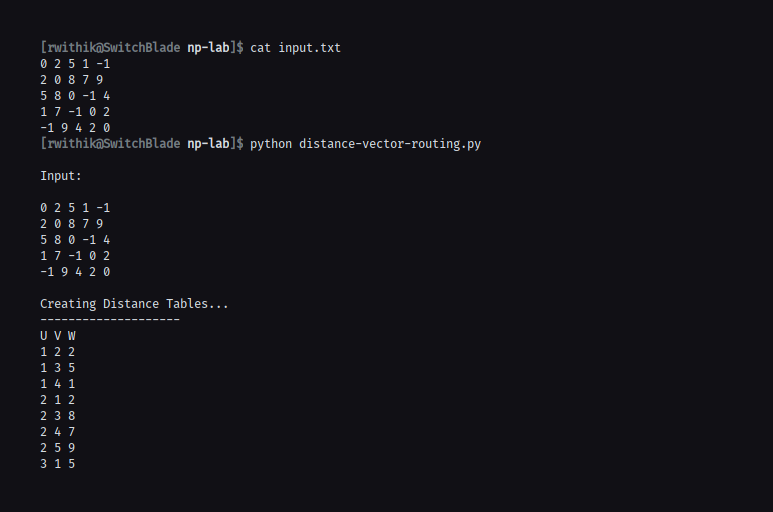 [rwithik@SwitchBlade np-lab]$ cat input.txt
0 2 5 1 -1
2 0 8 7 9
5 8 0 -1 4
1 7 -1 0 2
-1 9 4 2 0
[rwithik@SwitchBlade np-lab]$ python distance-vector-routing.py
Input:
0 2 5 1 -1
2 0 8 7 9
5 8 0 -1 4
1 7 -1 0 2
-1 9 4 2 0
Creating Distance Tables...
--------------------
U V W
1 2 2
1 3 5
1 4 1
2 1 2
2 3 8
2 4 7
2 5 9
3 1 5